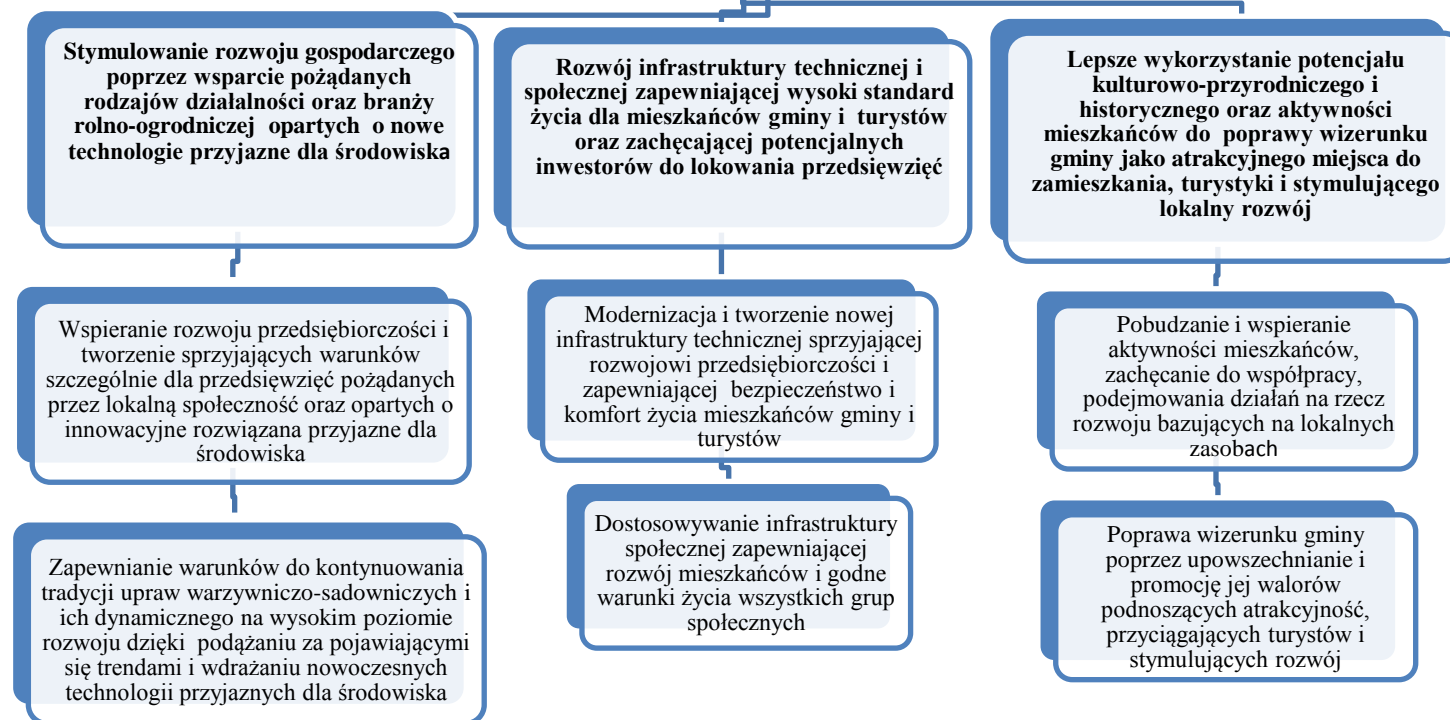 Stymulowanie rozwoju gospodarczego
poprzez wsparcie pożądanych
rodzajów działalności oraz branży
rolno-ogrodniczej opartych o nowe
technologie przyjazne dla środowiska
Wspieranie rozwoju przedsiębiorczości i
tworzenie sprzyjających warunków
szczególnie dla przedsięwzięć pożądanych
przez lokalną społeczność oraz opartych o
innowacyjne rozwiązana przyjazne dla
środowiska
Zapewnianie warunków do kontynuowania
tradycji upraw warzywniczo-sadowniczych i
ich dynamicznego na wysokim poziomie
rozwoju dzięki podążaniu za pojawiającymi
się trendami i wdrażaniu nowoczesnych
technologii przyjaznych dla środowiska
Rozwój infrastruktury technicznej i
społecznej zapewniającej wysoki standard
życia dla mieszkańców gminy i turystów
oraz zachęcającej potencjalnych
inwestorów do lokowania przedsięwzięć
Modernizacja i tworzenie nowej
infrastruktury technicznej sprzyjającej
rozwojowi przedsiębiorczości i
zapewniającej bezpieczeństwo i
komfort życia mieszkańców gminy i
turystów
Dostosowywanie infrastruktury
społecznej zapewniającej
rozwój mieszkańców i godne
warunki życia wszystkich grup
społecznych
Lepsze wykorzystanie potencjału
kulturowo-przyrodniczego i
historycznego oraz aktywności
mieszkańców do poprawy wizerunku
gminy jako atrakcyjnego miejsca do
zamieszkania, turystyki i stymulującego
lokalny rozwój
Pobudzanie i wspieranie
aktywności mieszkańców,
zachęcanie do współpracy,
podejmowania działań na rzecz
rozwoju bazujących na lokalnych
zasobach
Poprawa wizerunku gminy
poprzez upowszechnianie i
promocję jej walorów
podnoszących atrakcyjność,
przyciągających turystów i
stymulujących rozwój